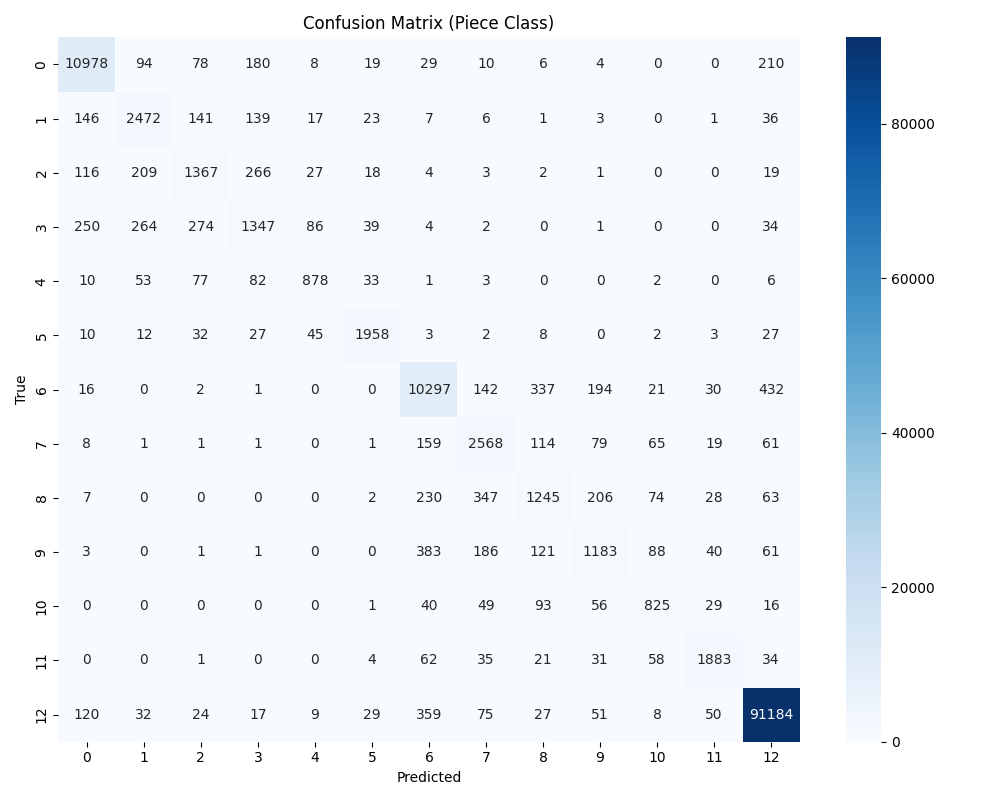 Confusion Matrix (Piece Class)
0 10978 94 78 180 8 19 29 10 6 4 0 0 210
1 146 2472 141 139 17 23 7 6 1 3 0 1 36
2 116 209 1367 266 27 18 4 3 2 1 0 0 19
3 250 264 274 1347 86 39 4 2 0 1 0 0 34
4 10 53 77 82 878 33 1 3 0 0 2 0 6
5 10 12 32 27 45 1958 3 2 8 0 2 3 27
6 16 0 2 1 0 0 10297 142 337 194 21 30 432
7 8 1 1 1 0 1 159 2568 114 79 65 19 61
8 7 0 0 0 0 2 230 347 1245 206 74 28 63
9 3 0 1 1 0 0 383 186 121 1183 88 40 61
10 0 0 0 0 0 1 40 49 93 56 825 29 16
11 0 0 1 0 0 4 62 35 21 31 58 1883 34
12 120 32 24 17 9 29 359 75 27 51 8 50 91184
0 1 2 3 4 5 6 7 8 9 10 11 12
Predicted
True
80000
60000
40000
20000
0